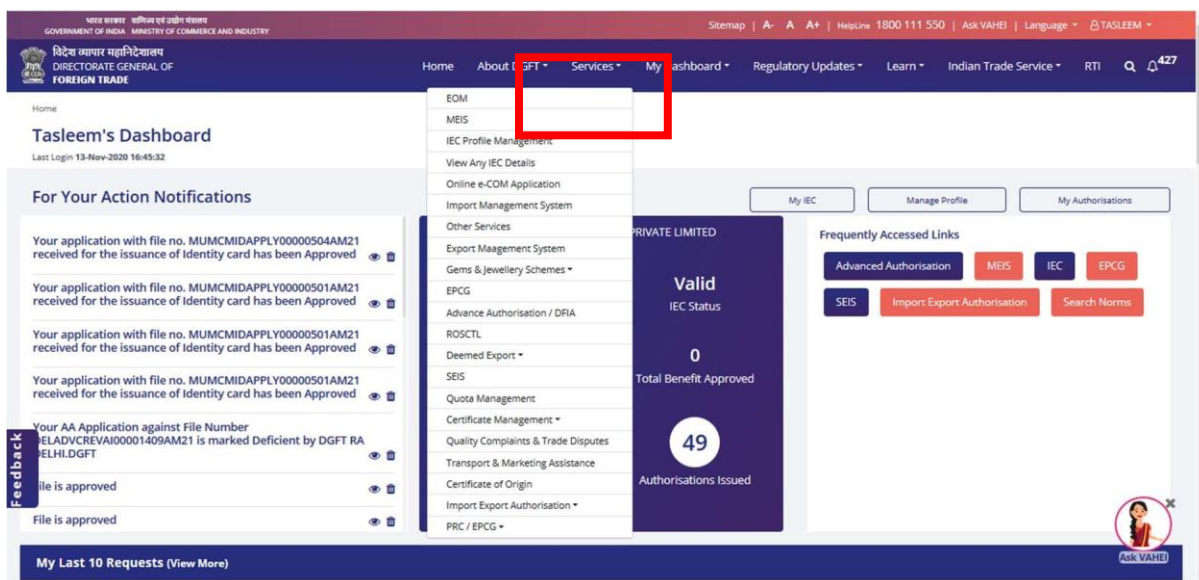 भारत सरकार वाणिज्य एवं उद्योग मंत्रालय
GOVERNMENT OF INDIA MINISTRY OF COMMERCE AND INDUSTRY
Sitemap | A- A A+ | HelpLine 1800 111 550 | Ask VAHEI | Language TASLEEM
विदेश व्यापार महानिदेशालय
DIRECTORATE GENERAL OF
FOREIGN TRADE
Home About DGFT Services My Dashboard Regulatory Updates Learn Indian Trade Service RTI 427
Home
Tasleem's Dashboard
Last Login 13-Nov-2020 16:45:32
EOM
MEIS
IEC Profile Management
View Any IEC Details
Online e-COM Application
Import Management System
Other Services
Export Maagement System
Gems & Jewellery Schemes
EPCG
Advance Authorisation / DFIA
ROSCTL
Deemed Export
SEIS
Quota Management
Certificate Management
Quality Complaints & Trade Disputes
Transport & Marketing Assistance
Certificate of Origin
Import Export Authorisation
PRC / EPCG
For Your Action Notifications
My IEC Manage Profile My Authorisations
Your application with file no. MUMCMIDAPPLY00000504AM21
received for the issuance of Identity card has been Approved
Your application with file no. MUMCMIDAPPLY00000501AM21
received for the issuance of Identity card has been Approved
Your application with file no. MUMCMIDAPPLY00000501AM21
received for the issuance of Identity card has been Approved
Your application with file no. MUMCMIDAPPLY00000501AM21
received for the issuance of Identity card has been Approved
Your AA Application against File Number
DELADVCREVAI00001409AM21 is marked Deficient by DGFT RA
DELHI.DGFT
File is approved
File is approved
PRIVATE LIMITED
Valid
IEC Status
0
Total Benefit Approved
49
Authorisations Issued
Frequently Accessed Links
Advanced Authorisation MEIS IEC EPCG
SEIS Import Export Authorisation Search Norms
Feedback
Ask VAHEI
My Last 10 Requests (View More)